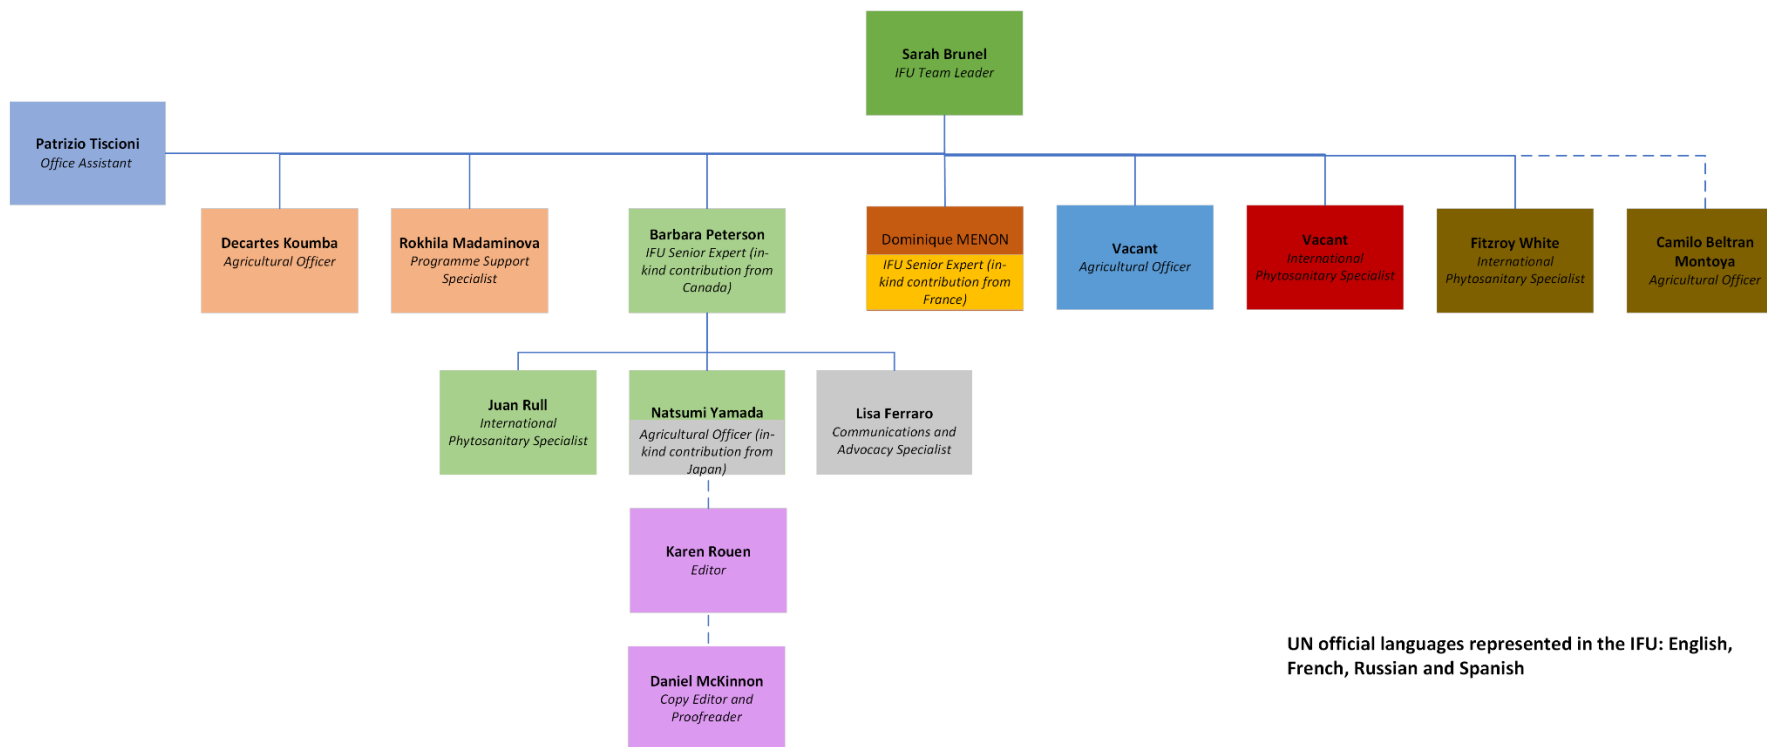 Sarah Brunel
IFU Team Leader
Patrizio Tiscioni
Office Assistant
Decartes Koumba
Agricultural Officer
Rokhila Madaminova
Programme Support
Specialist
Barbara Peterson
IFU Senior Expert (in-
kind contribution from
Canada)
Dominique MENON
IFU Senior Expert (in-
kind contribution from
France)
Vacant
Agricultural Officer
Vacant
International
Phytosanitary Specialist
Fitzroy White
International
Phytosanitary Specialist
Camilo Beltran
Montoya
Agricultural Officer
Juan Rull
International
Phytosanitary Specialist
Natsumi Yamada
Agricultural Officer (in-
kind contribution from
Japan)
Lisa Ferraro
Communications and
Advocacy Specialist
Karen Rouen
Editor
Daniel McKinnon
Copy Editor and
Proofreader
UN official languages represented in the IFU: English,
French, Russian and Spanish